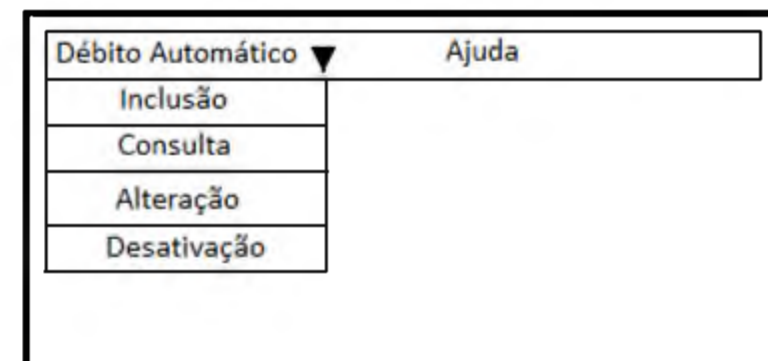 Débito Automático ▼ Ajuda
Inclusão
Consulta
Alteração
Desativação